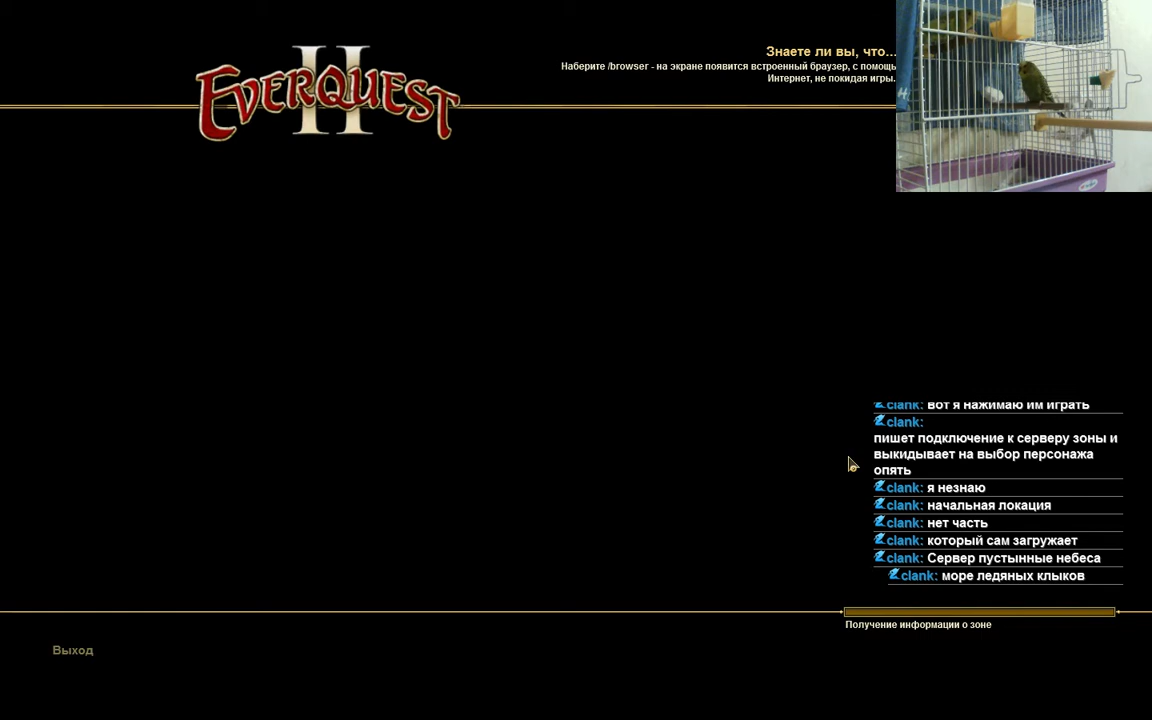 EVERQUEST II
Знаете ли вы, что...
Наберите /browser - на экране появится встроенный браузер, с помощь
Интернет, не покидая игры.
clank: вот я нажимаю им играть
clank:
пишет подключение к серверу зоны и
выкидывает на выбор персонажа
опять
clank: я незнаю
clank: начальная локация
clank: нет часть
clank: который сам загружает
clank: Сервер пустынные небеса
clank: море ледяных клыков
Получение информации о зоне
Выход